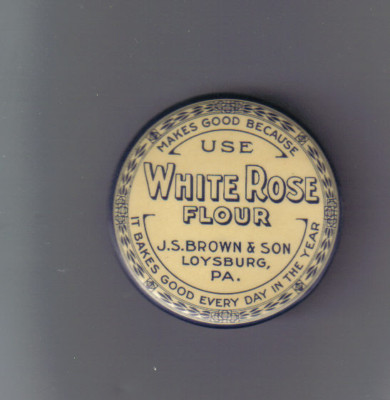 MAKES GOOD BECAUSE
USE
WHITE ROSE
FLOUR
J.S. BROWN & SON
LOYSBURG,
PA.
IT BAKES GOOD EVERY DAY IN THE YEAR